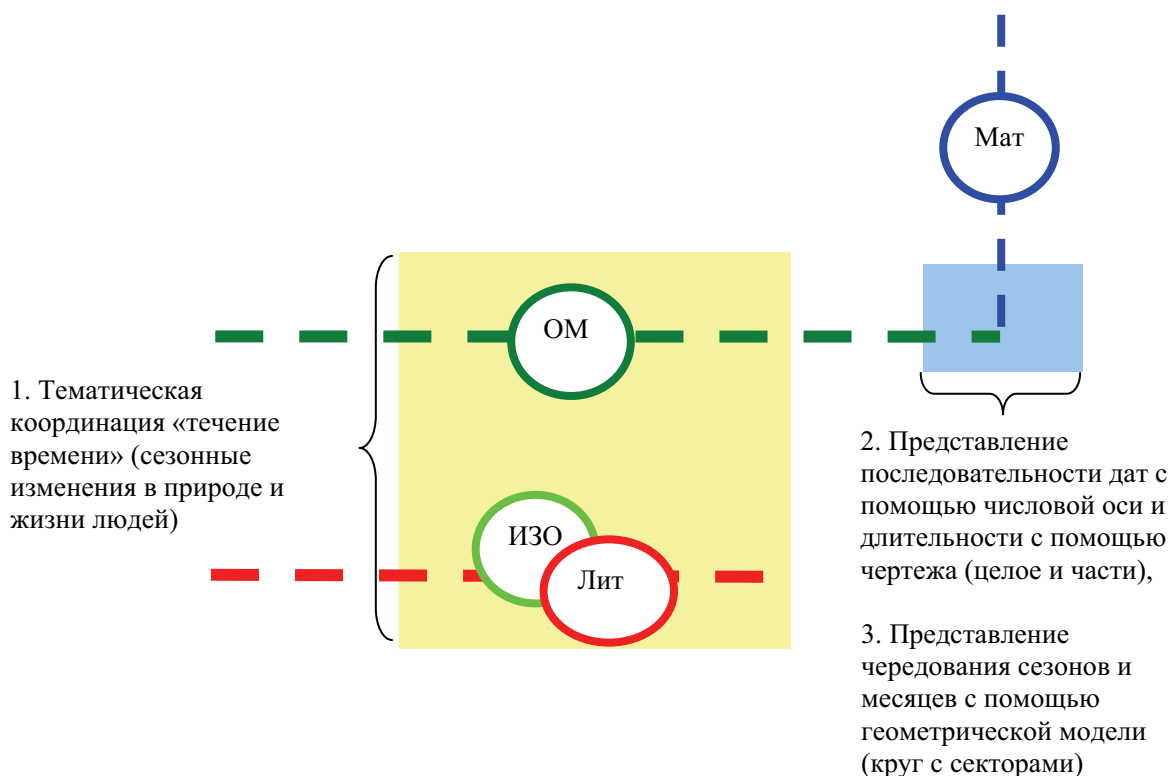 Мат
ОМ
1. Тематическая
координация «течение
времени» (сезонные
изменения в природе и
жизни людей)
ИЗО
Лит
2. Представление
последовательности дат с
помощью числовой оси и
длительности с помощью
чертежа (целое и части),
3. Представление
чередования сезонов и
месяцев с помощью
геометрической модели
(круг с секторами)